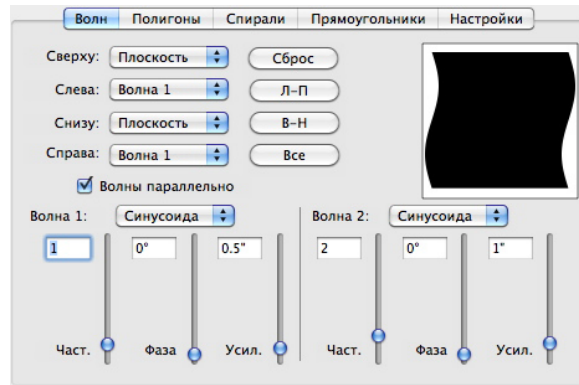 Волн Полигоны Спирали Прямоугольники Настройки
Сверху: Плоскость Сброс
Слева: Волна 1 Л-П
Снизу: Плоскость В-Н
Справа: Волна 1 Все
Волны параллельно
Волна 1: Синусоида Волна 2: Синусоида
1 0° 0.5" 2 0° 1"
Част. Фаза Усил. Част. Фаза Усил.